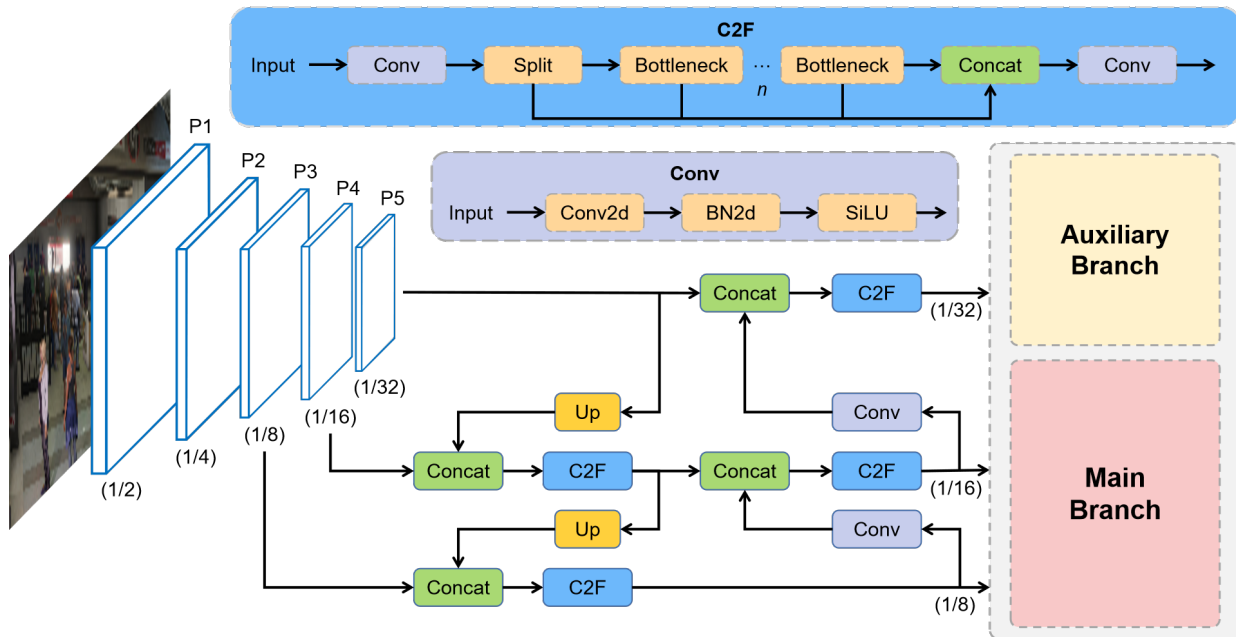 C2F
Input
Conv
Split
Bottleneck
...
n
Bottleneck
Concat
Conv
P1
P2
P3
P4
P5
(1/2)
(1/4)
(1/8)
(1/16)
(1/32)
Conv
Input
Conv2d
BN2d
SiLU
Concat
C2F
(1/32)
Up
Conv
Concat
C2F
Concat
C2F
(1/16)
Up
Conv
Concat
C2F
(1/8)
Auxiliary
Branch
Main
Branch